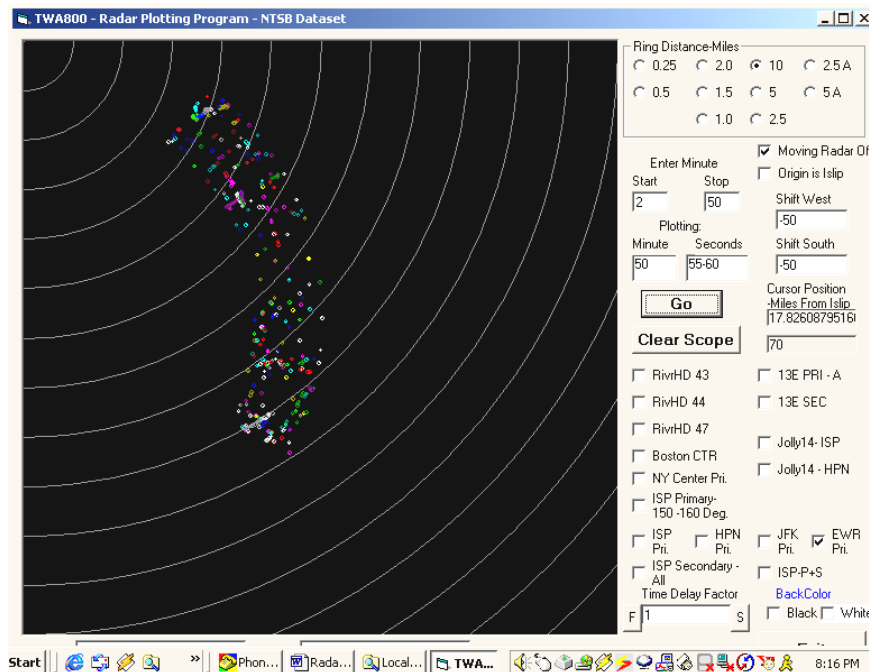 TWA800 - Radar Plotting Program - NTSB Dataset
Ring Distance-Miles
0.25 2.0 10 2.5 A
0.5 1.5 5 5 A
1.0 2.5
Enter Minute
Start Stop
2 50
Plotting:
Minute Seconds
50 55-60
Go
Clear Scope
Moving Radar Of
Origin is Islip
Shift West
-50
Shift South
-50
Cursor Position
-Miles From Islip
17.8260879516
70
RivrHD 43 13E PRI - A
RivrHD 44 13E SEC
RivrHD 47
Jolly14- ISP
Boston CTR
Jolly14 - HPN
NY Center Pri.
ISP Primary-
150 -160 Deg.
ISP Pri. HPN Pri. JFK Pri. EWR Pri.
ISP Secondary - All ISP-P+S
Time Delay Factor BackColor
F 1 S Black White
Start » Phon... Rada... Local... TWA... 8:16 PM